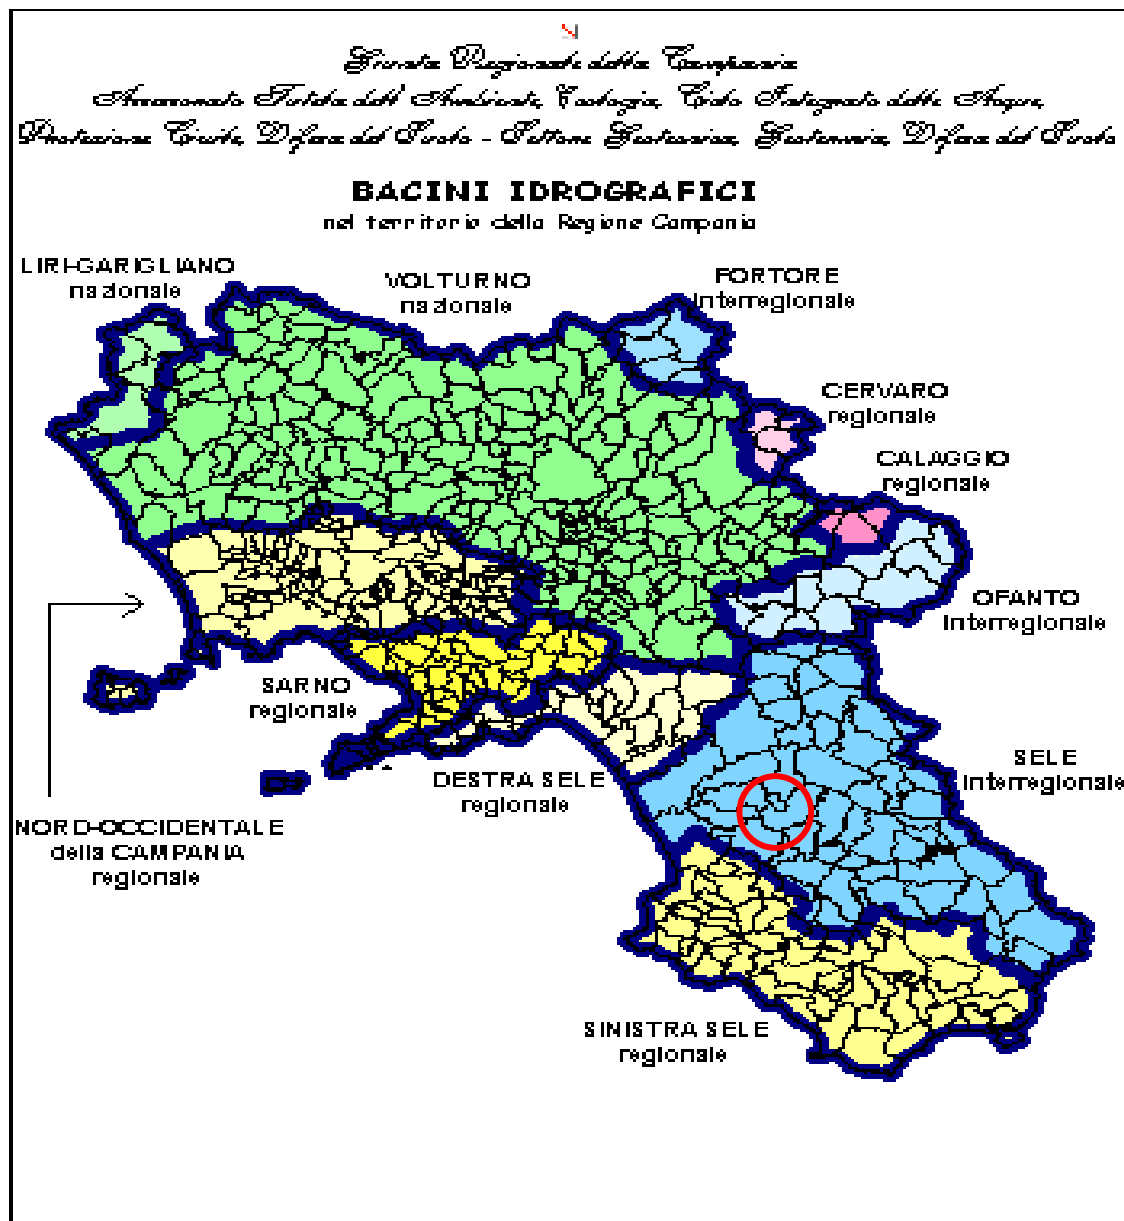 Giunta Regionale della Campania
Assessorato Tutela dell' Ambiente, Ecologia, Ciclo Integrato delle Acque,
Protezione Civile, Difesa del Suolo - Settore Geotecnica, Difesa del Suolo
BACINI IDROGRAFICI
nel territorio della Regione Campania
LIRI-GARIGLIANO
nazionale
VOLTURNO
nazionale
FORTORE
interregionale
CERVARO
regionale
CALAGGIO
regionale
OFANTO
interregionale
SARNO
regionale
DESTRA SELE
regionale
SELE
interregionale
NORD-OCCIDENTALE
della CAMPANIA
regionale
SINISTRA SELE
regionale